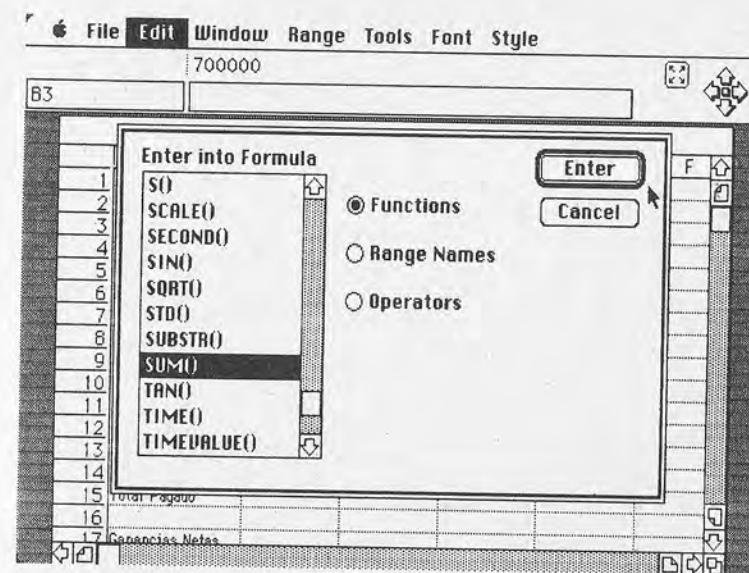 File Edit Window Range Tools Font Style
700000
B3
Enter into Formula
Enter
F
1
S()
2
SCALE()
Functions
Cancel
3
SECOND()
4
SIN()
Range Names
5
SQRT()
6
STD()
Operators
7
SUBSTR()
8
SUM()
9
TAN()
10
TIME()
11
TIMEVALUE()
12
13
14
15 Total Pagado
16
17 Ganancias Netas